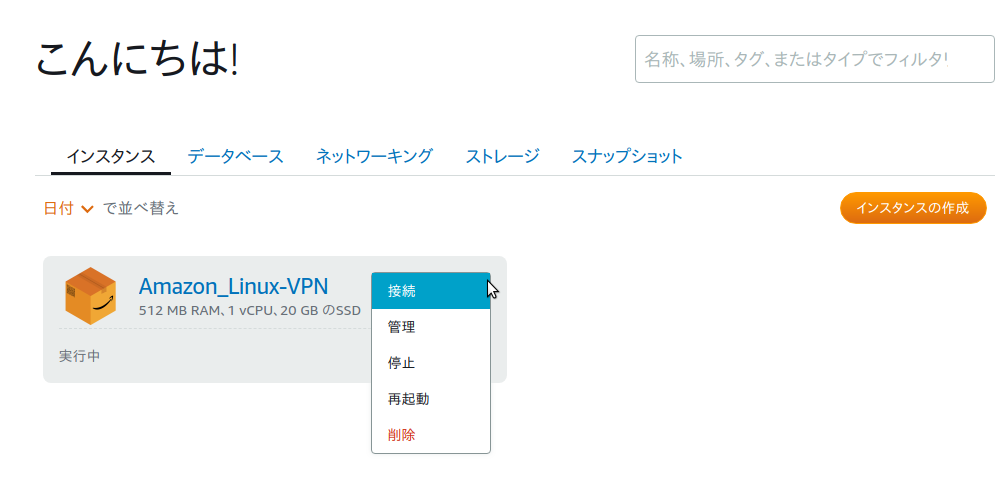 こんにちは!
名称、場所、タグ、またはタイプでフィルタ!
インスタンス データベース ネットワーキング ストレージ スナップショット
日付 で並べ替え
インスタンスの作成
Amazon_Linux-VPN
512 MB RAM、1 vCPU、20 GB のSSD
実行中
接続
管理
停止
再起動
削除